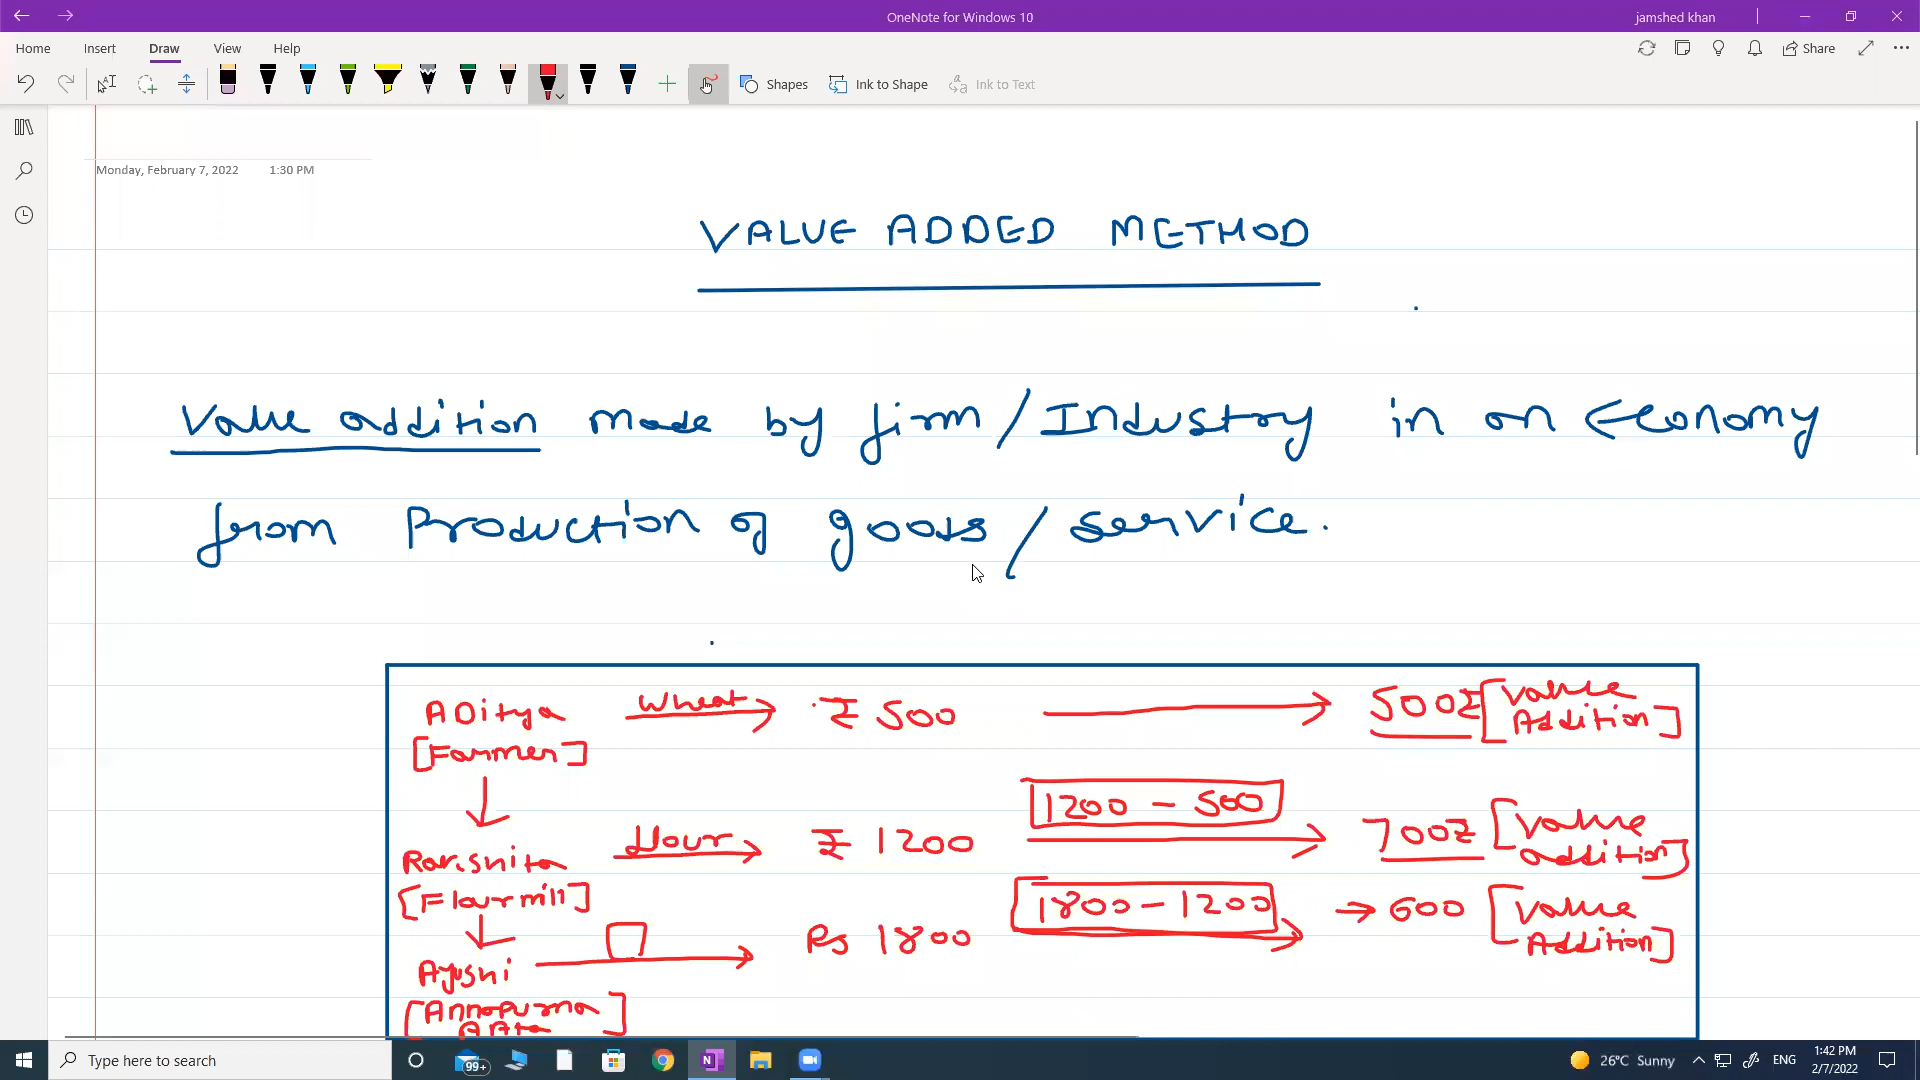 OneNote for Windows 10
jamshed khan
Home Insert Draw View Help
Share
Shapes Ink to Shape Ink to Text
Monday, February 7, 2022 1:30 PM
VALUE ADDED METHOD
Value addition made by firm/Industry in an Economy
from Production of goods/service.
ADitya Wheat ₹ 500 500₹ [Value Addition]
[Farmer]
1200 - 500
flour ₹ 1200 700₹ [Value addition]
[Flourmill]
1800-1200
Ayushi Rs 1800 → 600 [Value Addition]
[Annapurna AAta]
Type here to search
99+
26°C Sunny
ENG
1:42 PM
2/7/2022